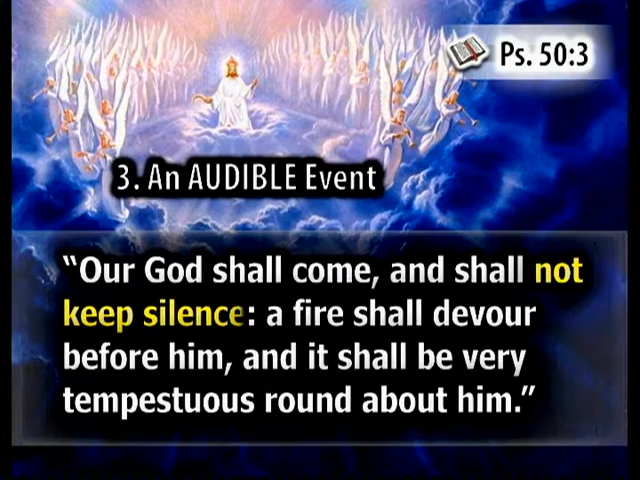 Ps. 50:3
3. An AUDIBLE Event
“Our God shall come, and shall not
keep silence: a fire shall devour
before him, and it shall be very
tempestuous round about him.”